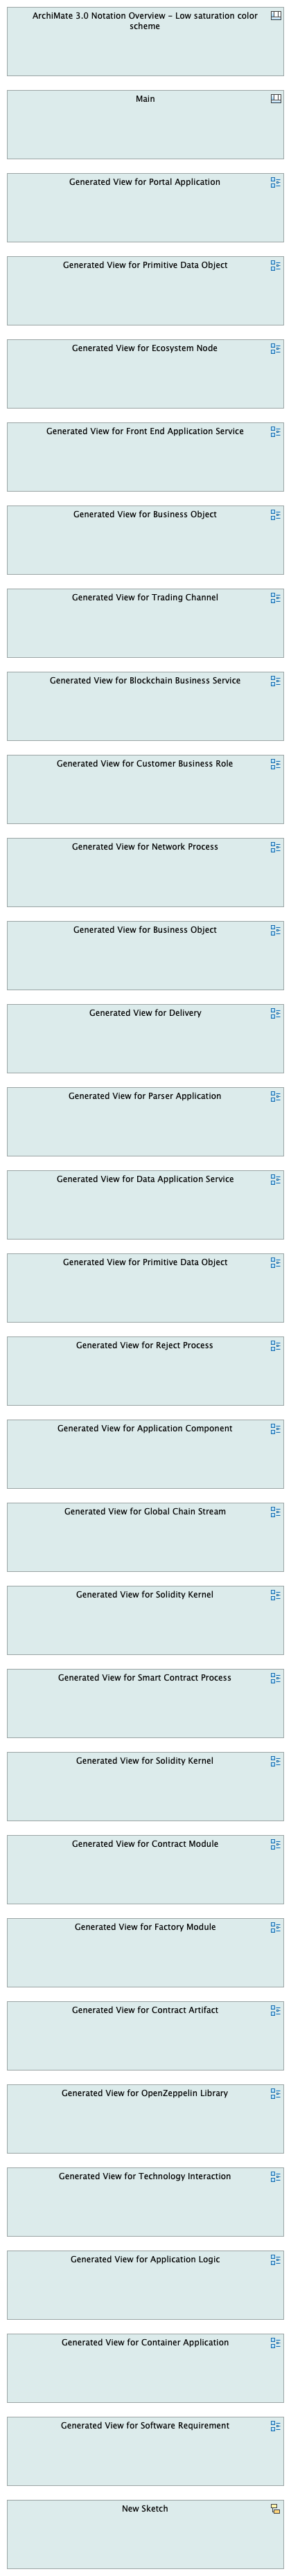 ArchiMate 3.0 Notation Overview - Low saturation color
scheme
Main
Generated View for Portal Application
Generated View for Primitive Data Object
Generated View for Ecosystem Node
Generated View for Front End Application Service
Generated View for Business Object
Generated View for Trading Channel
Generated View for Blockchain Business Service
Generated View for Customer Business Role
Generated View for Network Process
Generated View for Business Object
Generated View for Delivery
Generated View for Parser Application
Generated View for Data Application Service
Generated View for Primitive Data Object
Generated View for Reject Process
Generated View for Application Component
Generated View for Global Chain Stream
Generated View for Solidity Kernel
Generated View for Smart Contract Process
Generated View for Solidity Kernel
Generated View for Contract Module
Generated View for Factory Module
Generated View for Contract Artifact
Generated View for OpenZeppelin Library
Generated View for Technology Interaction
Generated View for Application Logic
Generated View for Container Application
Generated View for Software Requirement
New Sketch